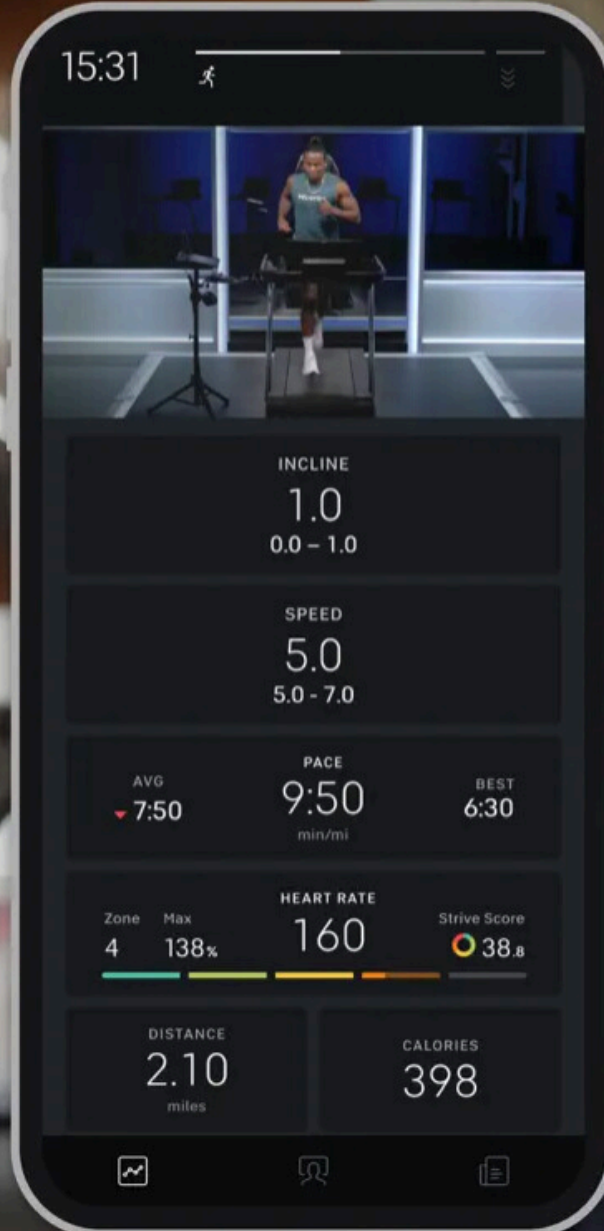 15:31
INCLINE
1.0
0.0 – 1.0
SPEED
5.0
5.0 - 7.0
PACE
AVG
7:50
9:50
min/mi
BEST
6:30
HEART RATE
Zone
4
Max
138%
160
Strive Score
38.8
DISTANCE
2.10
miles
CALORIES
398